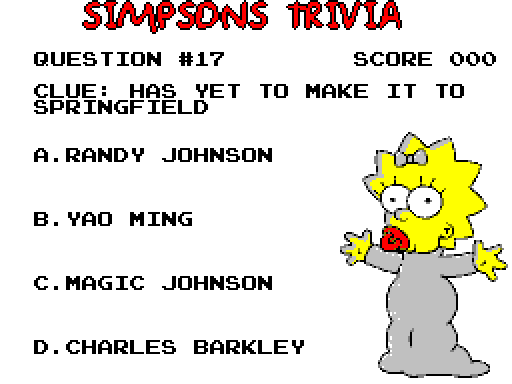 SIMPSONS TRIVIA
QUESTION #17 SCORE 000
CLUE: HAS YET TO MAKE IT TO
SPRINGFIELD
A.RANDY JOHNSON
B.YAO MING
C.MAGIC JOHNSON
D.CHARLES BARKLEY